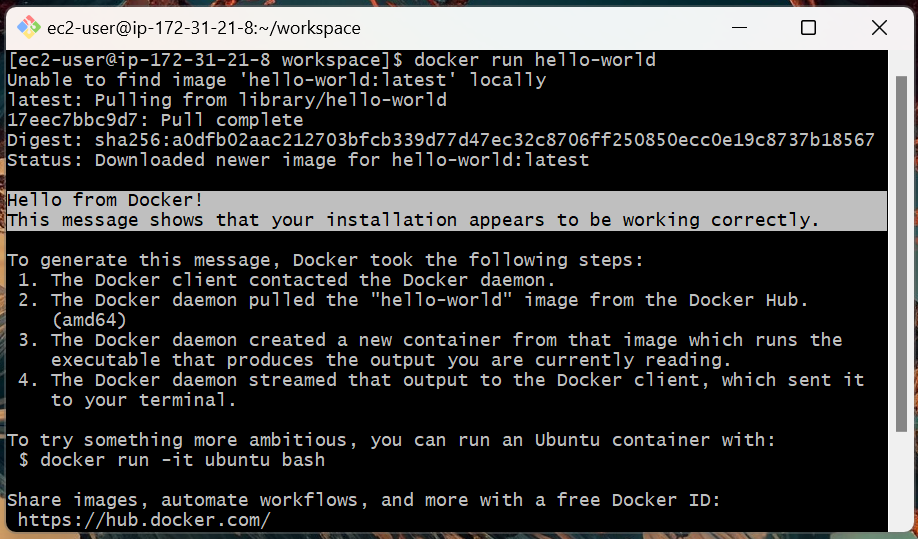 ec2-user@ip-172-31-21-8:~/workspace
[ec2-user@ip-172-31-21-8 workspace]$ docker run hello-world
Unable to find image 'hello-world:latest' locally
latest: Pulling from library/hello-world
17eec7bbc9d7: Pull complete
Digest: sha256:a0dfb02aac212703bfcb339d77d47ec32c8706ff250850ecc0e19c8737b18567
Status: Downloaded newer image for hello-world:latest
Hello from Docker!
This message shows that your installation appears to be working correctly.
To generate this message, Docker took the following steps:
1. The Docker client contacted the Docker daemon.
2. The Docker daemon pulled the "hello-world" image from the Docker Hub.
(amd64)
3. The Docker daemon created a new container from that image which runs the
executable that produces the output you are currently reading.
4. The Docker daemon streamed that output to the Docker client, which sent it
to your terminal.
To try something more ambitious, you can run an Ubuntu container with:
$ docker run -it ubuntu bash
Share images, automate workflows, and more with a free Docker ID:
https://hub.docker.com/